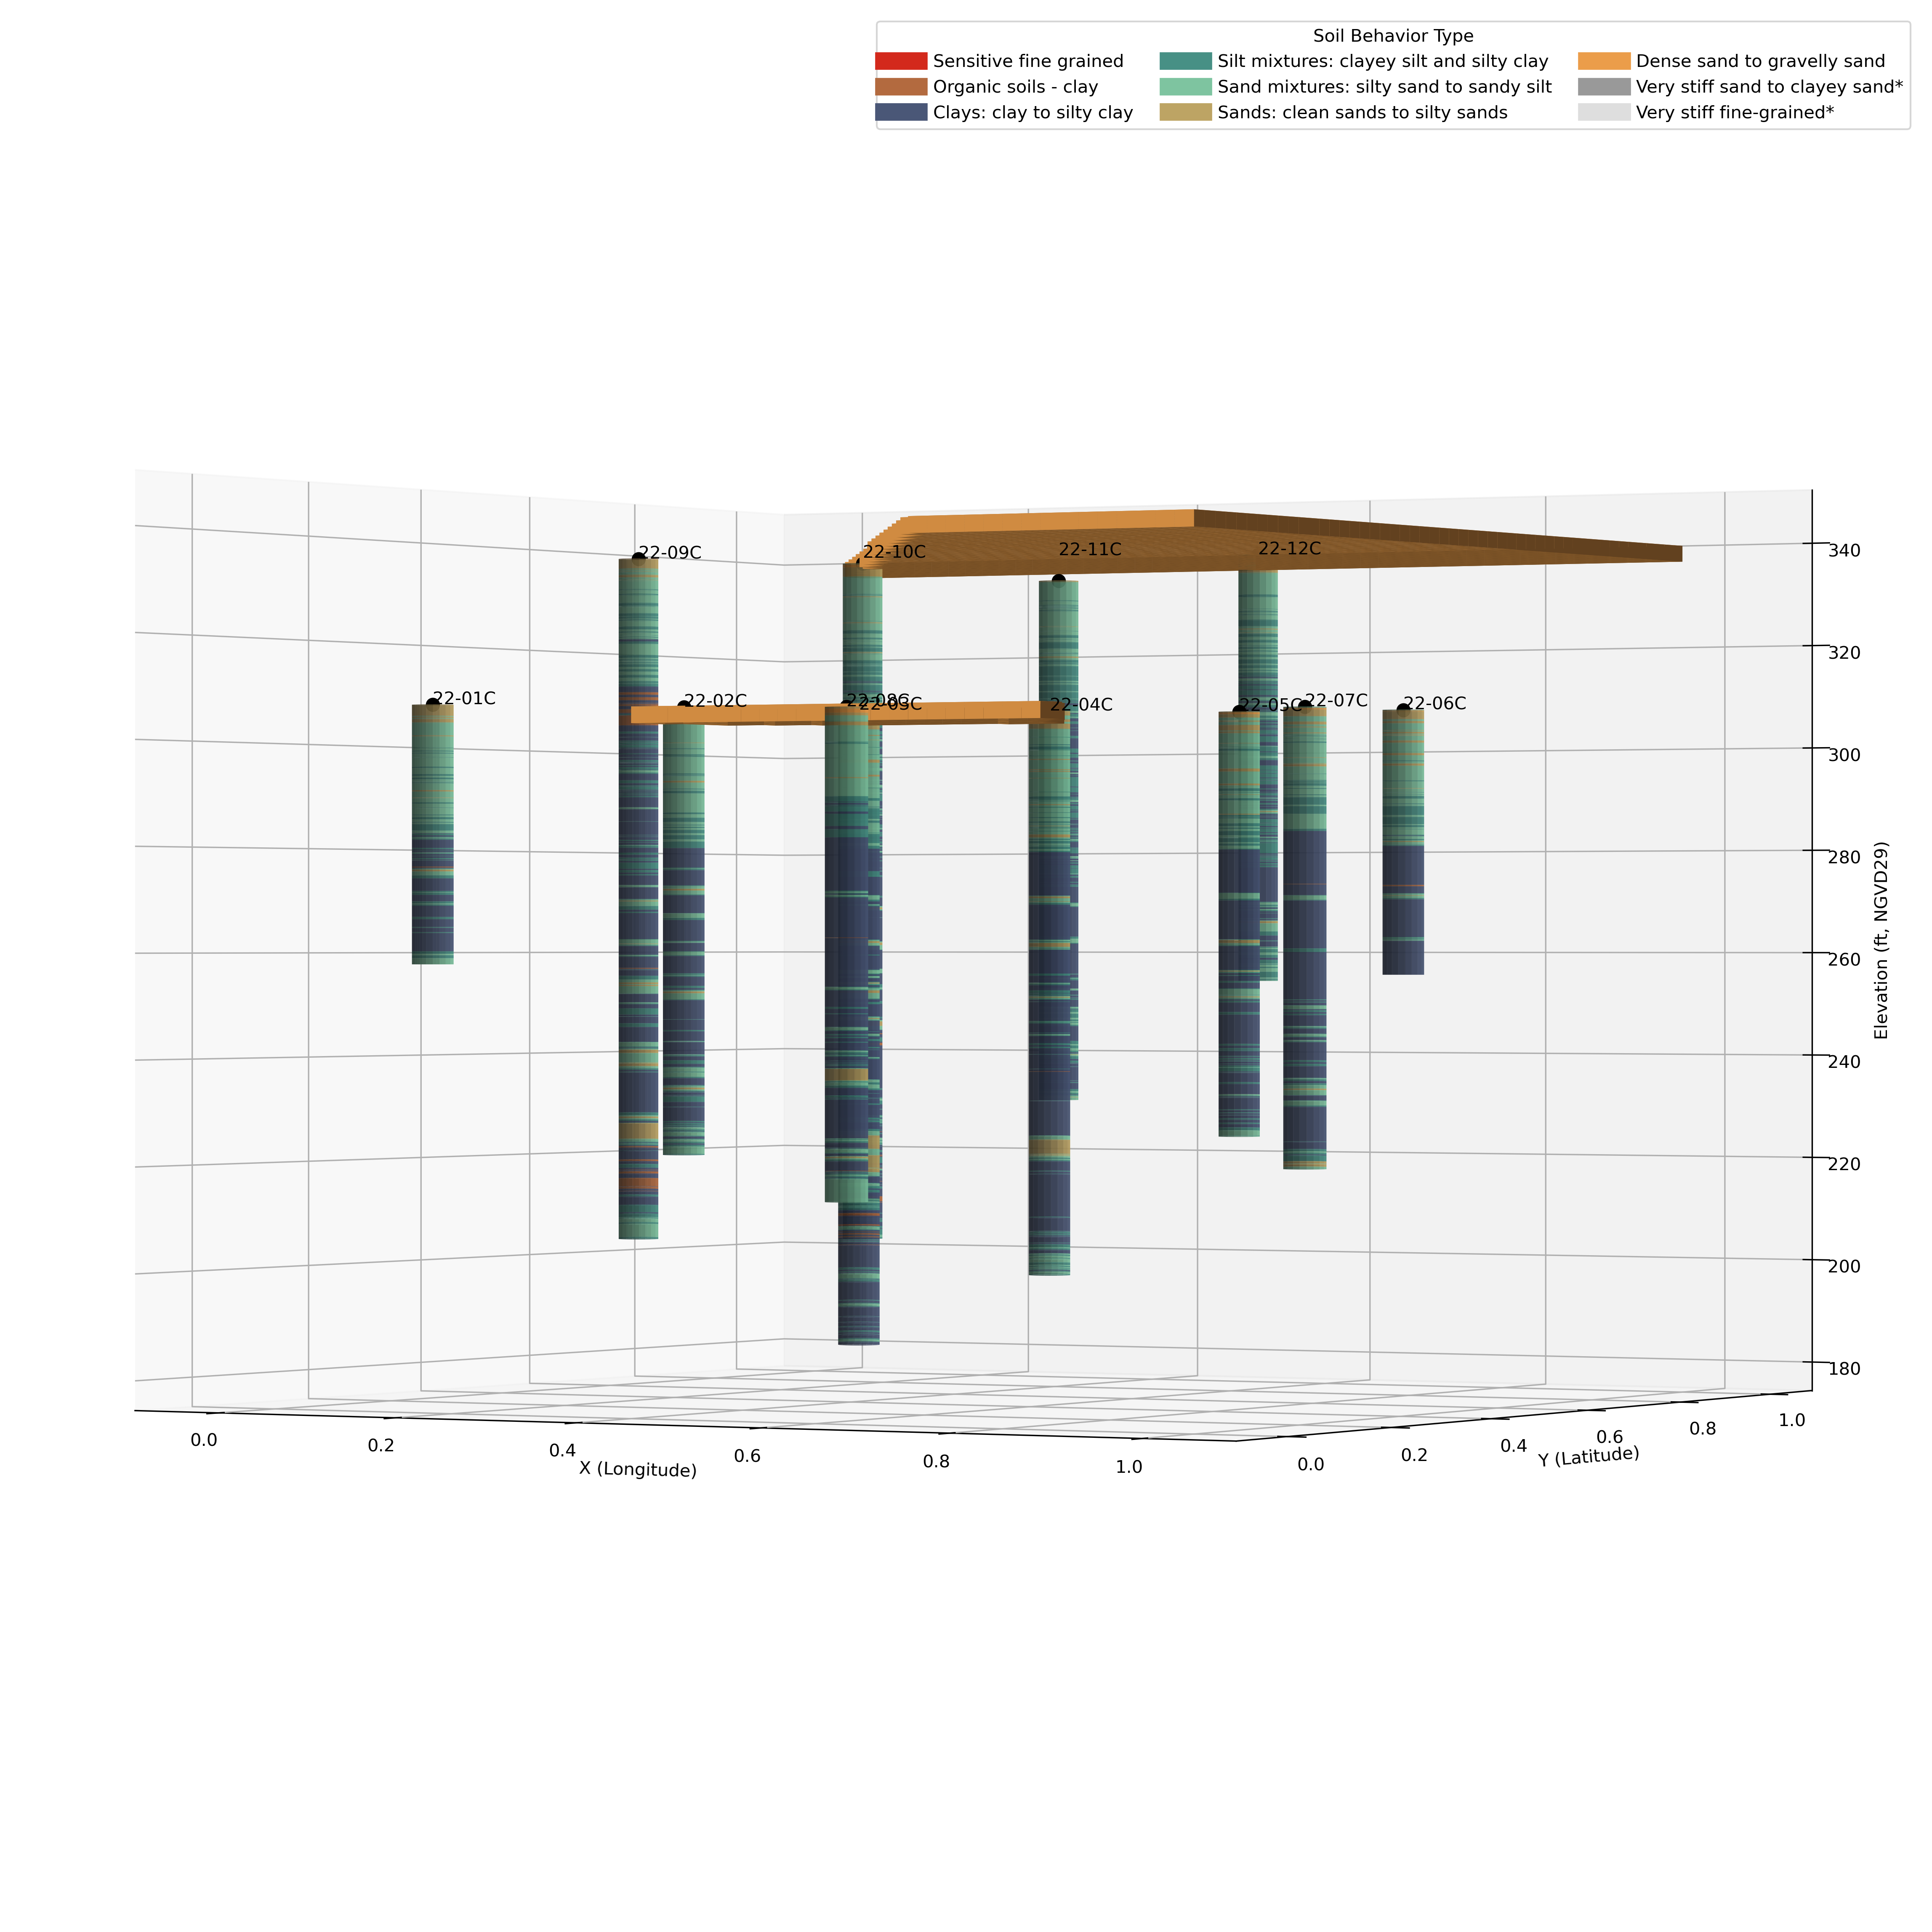 Soil Behavior Type
Sensitive fine grained
Organic soils - clay
Clays: clay to silty clay
Silt mixtures: clayey silt and silty clay
Sand mixtures: silty sand to sandy silt
Sands: clean sands to silty sands
Dense sand to gravelly sand
Very stiff sand to clayey sand*
Very stiff fine-grained*
22-09C
22-10C
22-11C
22-12C
22-01C
22-02C
22-08C
22-03C
22-04C
22-05C
22-07C
22-06C
340
320
300
280
260
240
220
200
180
Elevation (ft, NGVD29)
0.0
0.2
0.4
0.6
0.8
1.0
X (Longitude)
0.0
0.2
0.4
0.6
0.8
1.0
Y (Latitude)